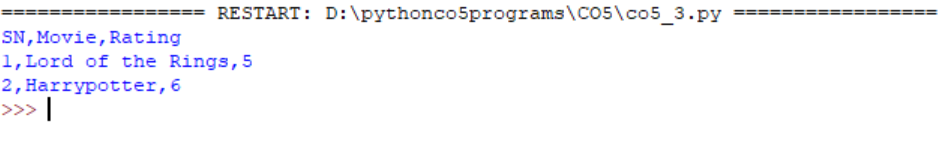 ================= RESTART: D:\pythonco5programs\CO5\co5_3.py =================
SN,Movie,Rating
1,Lord of the Rings,5
2,Harrypotter,6
>>>